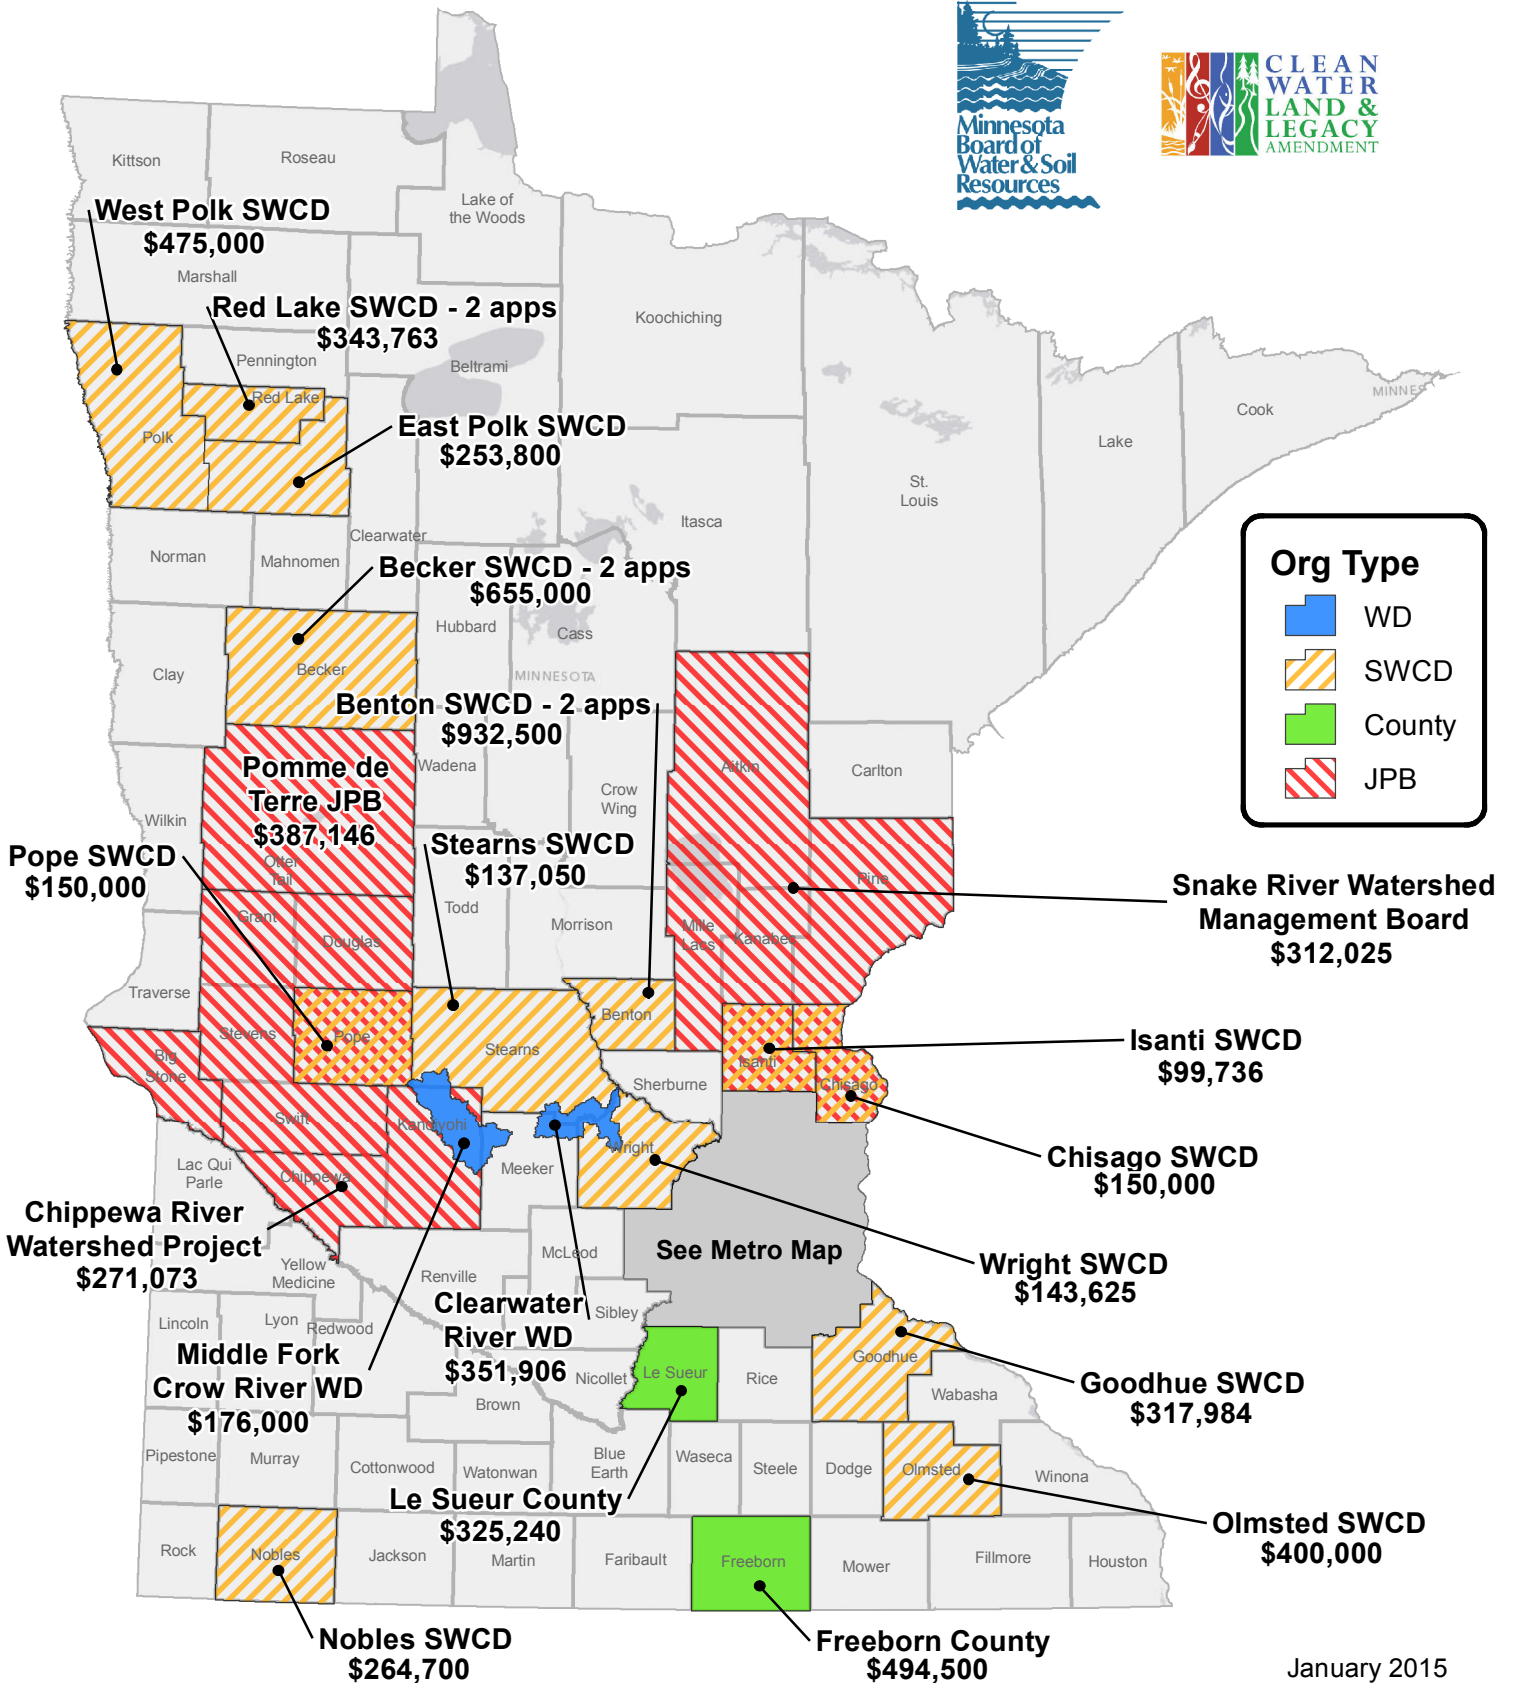 Minnesota
Board of
Water & Soil
Resources
CLEAN
WATER
LAND &
LEGACY
AMENDMENT
Kittson
Roseau
Lake of
the Woods
West Polk SWCD
$475,000
Marshall
Red Lake SWCD - 2 apps
$343,763
Koochiching
Pennington
Beltrami
Red Lake
MINNES
Cook
Polk
East Polk SWCD
$253,800
Lake
St.
Louis
Itasca
Clearwater
Norman
Mahnomen
Becker SWCD - 2 apps
$655,000
Hubbard
Cass
Clay
Becker
MINNESOTA
Benton SWCD - 2 apps
$932,500
Org Type
WD
SWCD
County
JPB
Pomme de
Terre JPB
$387,146
Wadena
Aitkin
Carlton
Crow
Wing
Wilkin
Otter
Tail
Pope SWCD
$150,000
Stearns SWCD
$137,050
Pine
Snake River Watershed
Management Board
$312,025
Grant
Todd
Morrison
Mille
Lacs
Kanabec
Douglas
Traverse
Benton
Stevens
Pope
Stearns
Isanti SWCD
$99,736
Big
Stone
Isanti
Sherburne
Chisago
Swift
Kandiyohi
Wright
Chisago SWCD
$150,000
Lac Qui
Parle
Chippewa
Meeker
Chippewa River
Watershed Project
$271,073
McLeod
See Metro Map
Wright SWCD
$143,625
Yellow
Medicine
Renville
Clearwater
River WD
$351,906
Sibley
Lincoln
Lyon
Redwood
Middle Fork
Crow River WD
$176,000
Nicollet
Le Sueur
Rice
Goodhue
Goodhue SWCD
$317,984
Wabasha
Brown
Pipestone
Murray
Cottonwood
Watonwan
Blue
Earth
Waseca
Steele
Dodge
Olmsted
Winona
Le Sueur County
$325,240
Olmsted SWCD
$400,000
Rock
Nobles
Jackson
Martin
Faribault
Freeborn
Mower
Fillmore
Houston
Nobles SWCD
$264,700
Freeborn County
$494,500
January 2015